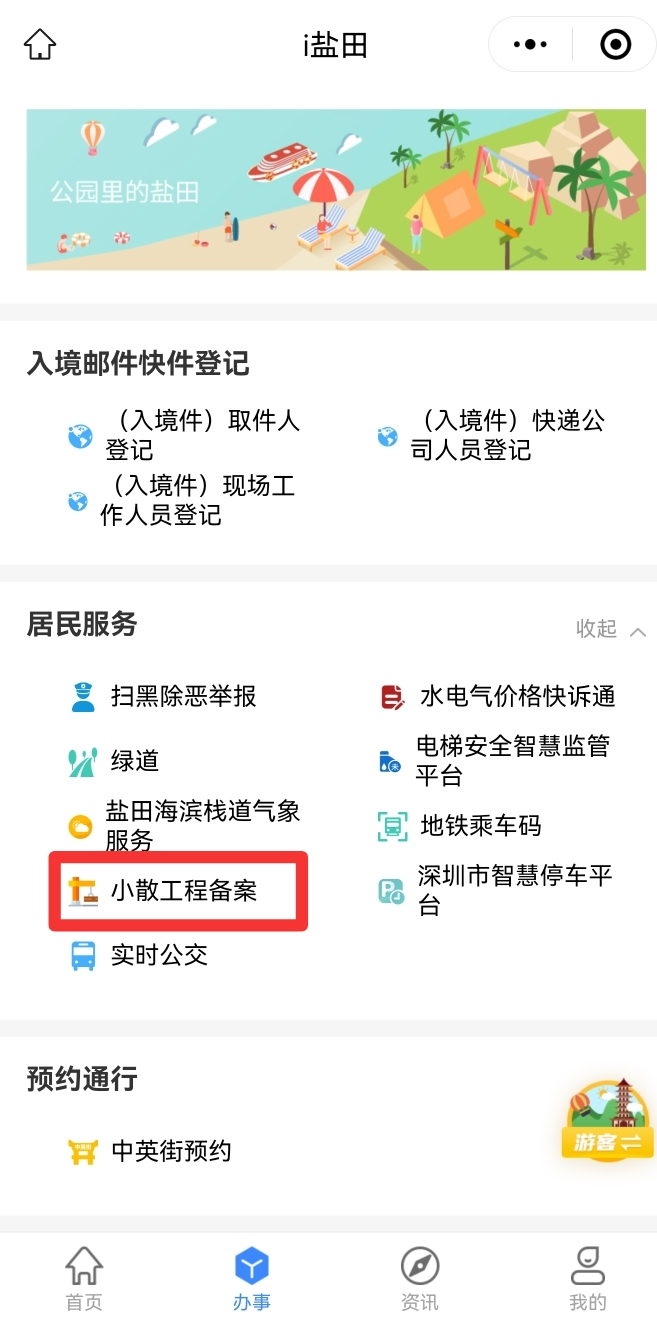 i盐田
公园里的盐田
入境邮件快件登记
（入境件）取件人
登记
（入境件）快递公
司人员登记
（入境件）现场工
作人员登记
居民服务
收起
扫黑除恶举报
水电气价格快诉通
绿道
电梯安全智慧监管
平台
盐田海滨栈道气象
服务
地铁乘车码
小散工程备案
深圳市智慧停车平
台
实时公交
预约通行
中英街预约
游客
首页
办事
资讯
我的